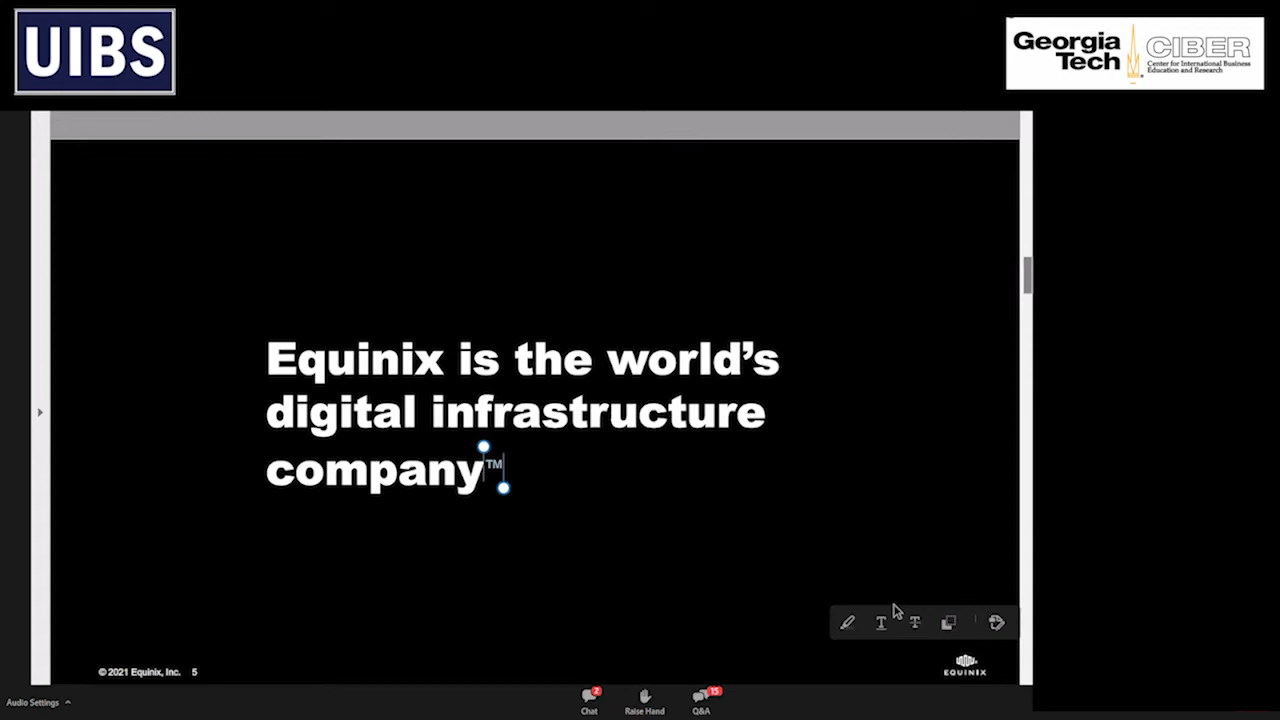 UIBS
Georgia
Tech
CIBER
Center for International Business
Education and Research
Equinix is the world’s
digital infrastructure
company™
© 2021 Equinix, Inc. 5
EQUINIX
Audio Settings
2
Chat
Raise Hand
15
Q&A